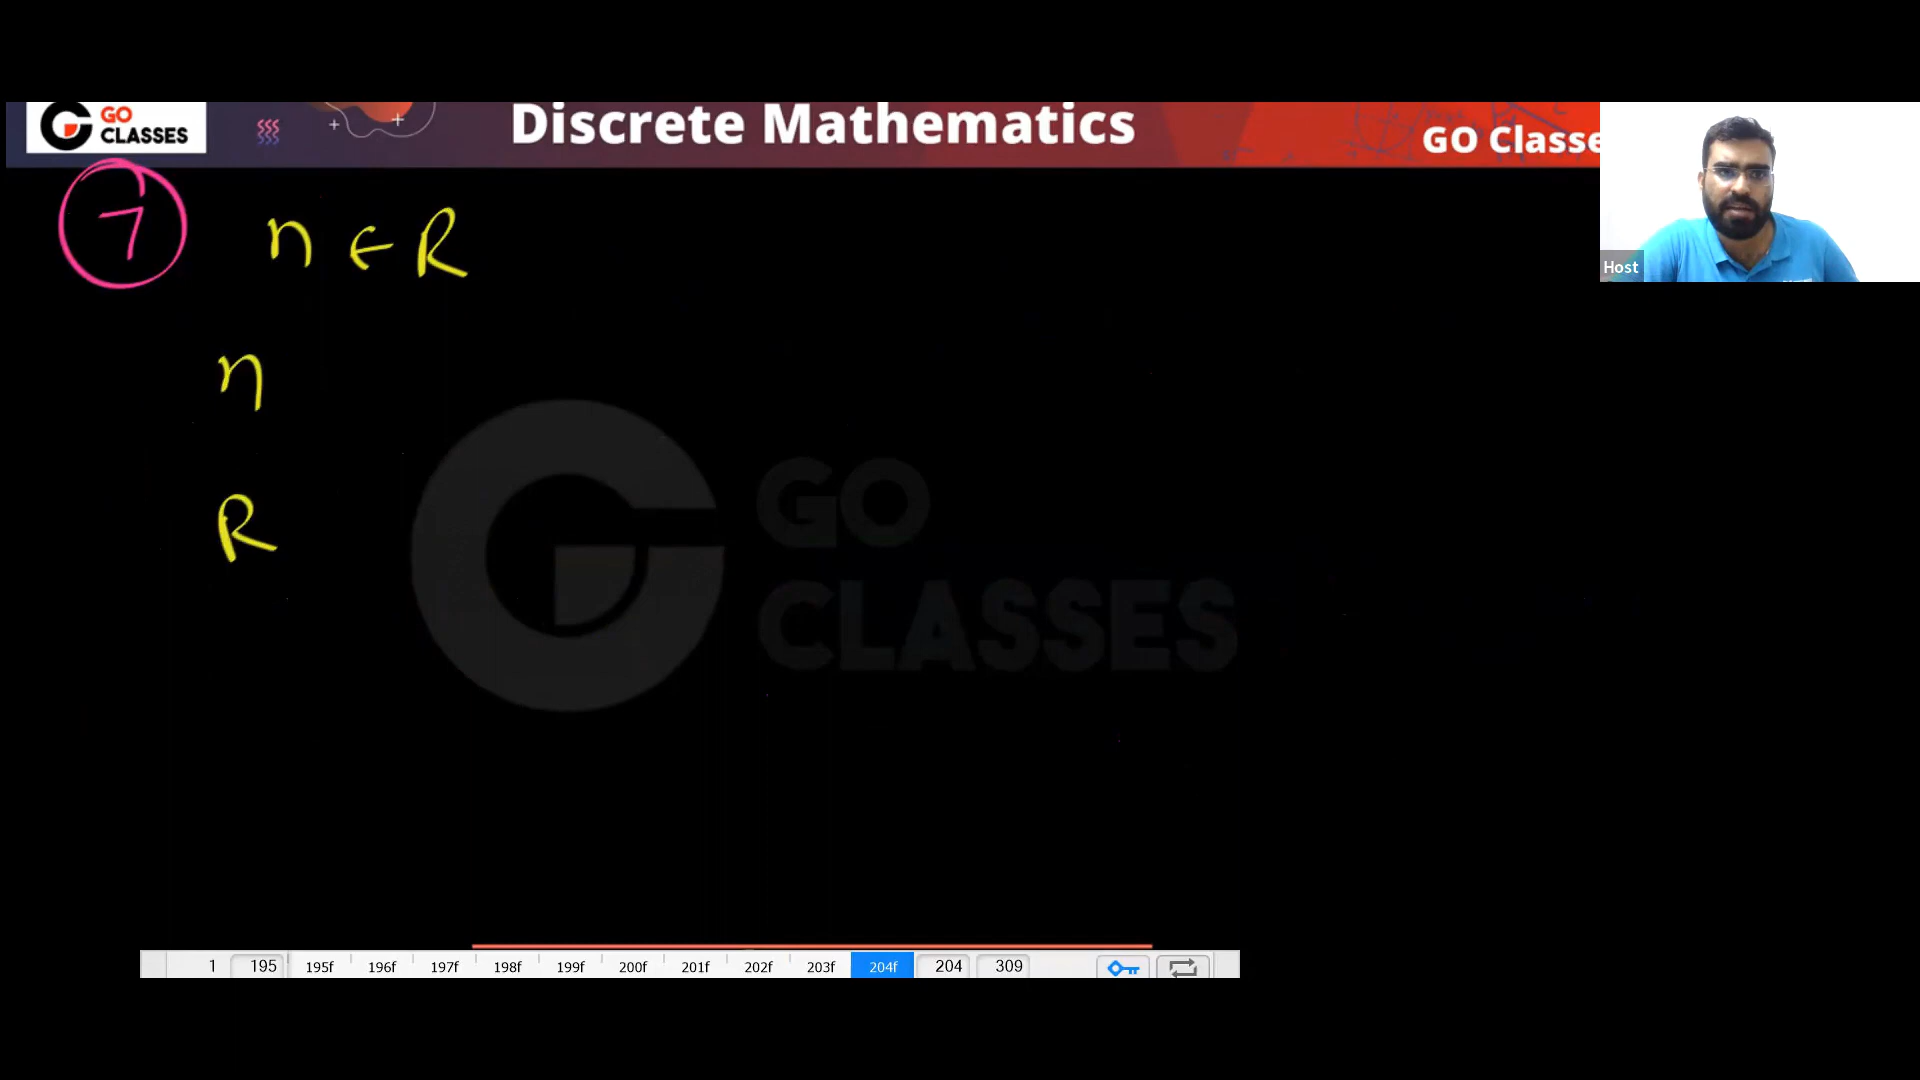 GO
CLASSES
Discrete Mathematics
GO Classe
Host
7
n ∈ R
n
R
GO
CLASSES
1 195 195f 196f 197f 198f 199f 200f 201f 202f 203f 204f 204 309